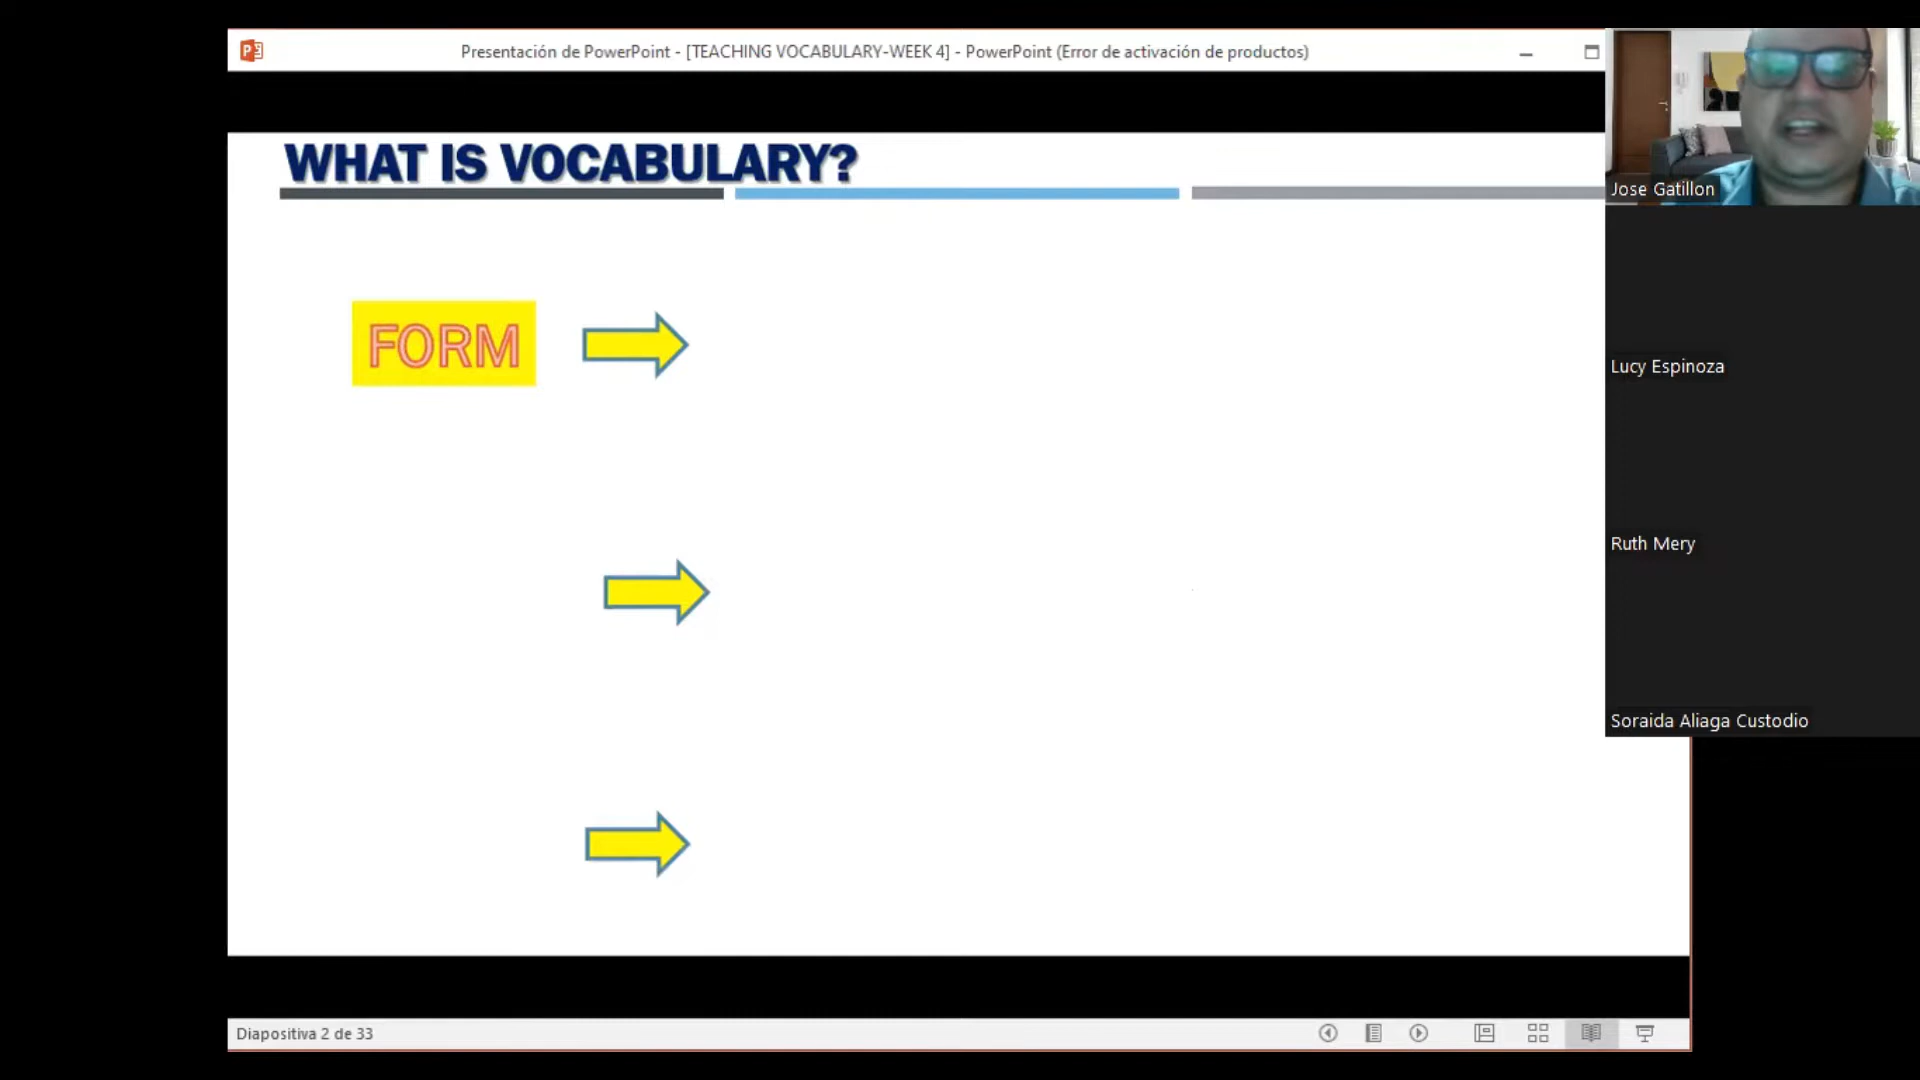 Presentación de PowerPoint - [TEACHING VOCABULARY-WEEK 4] - PowerPoint (Error de activación de productos)
WHAT IS VOCABULARY?
FORM
Jose Gatillon
Lucy Espinoza
Ruth Mery
Soraida Aliaga Custodio
Diapositiva 2 de 33